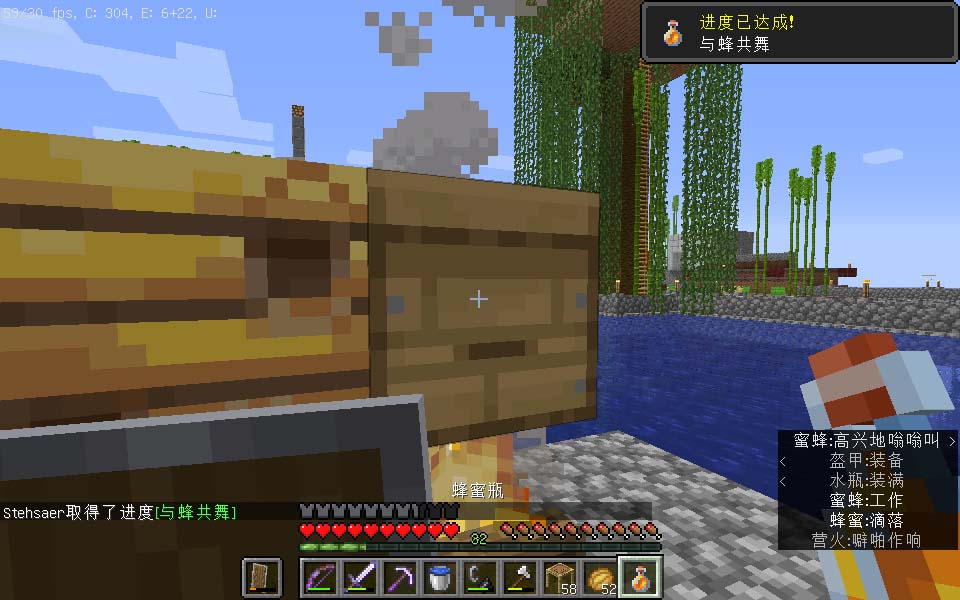 59/30 fps, C: 304, E: 6+22, U:
进度已达成!
与蜂共舞
蜜蜂:高兴地嗡嗡叫 >
< 盔甲:装备
< 水瓶:装满
蜜蜂:工作
蜂蜜:滴落
营火:噼啪作响
蜂蜜瓶
Stehsaer取得了进度[与蜂共舞]
32
58
52